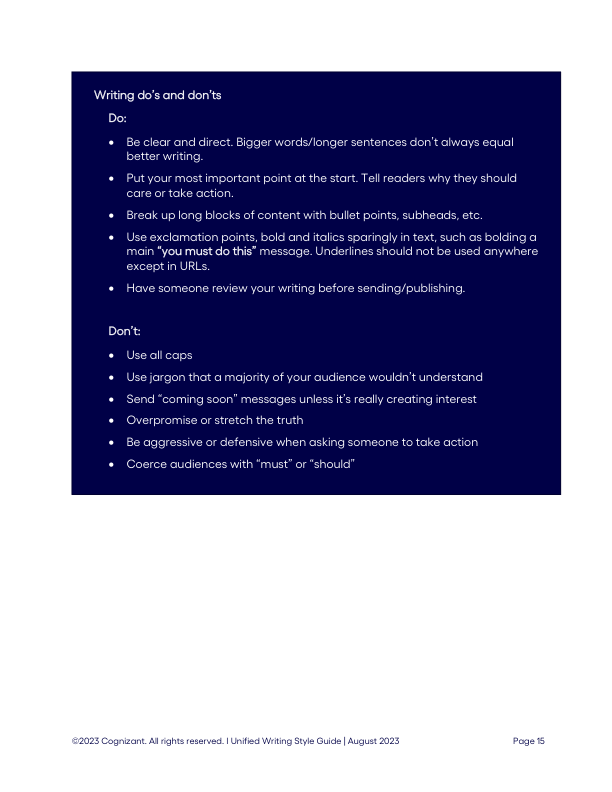 Writing do's and don'ts
Do:
• Be clear and direct. Bigger words/longer sentences don't always equal
better writing.
• Put your most important point at the start. Tell readers why they should
care or take action.
• Break up long blocks of content with bullet points, subheads, etc.
• Use exclamation points, bold and italics sparingly in text, such as bolding a
main "you must do this" message. Underlines should not be used anywhere
except in URLs.
• Have someone review your writing before sending/publishing.
Don't:
• Use all caps
• Use jargon that a majority of your audience wouldn't understand
• Send "coming soon" messages unless it's really creating interest
• Overpromise or stretch the truth
• Be aggressive or defensive when asking someone to take action
• Coerce audiences with "must" or "should"
©2023 Cognizant. All rights reserved. I Unified Writing Style Guide | August 2023 Page 15